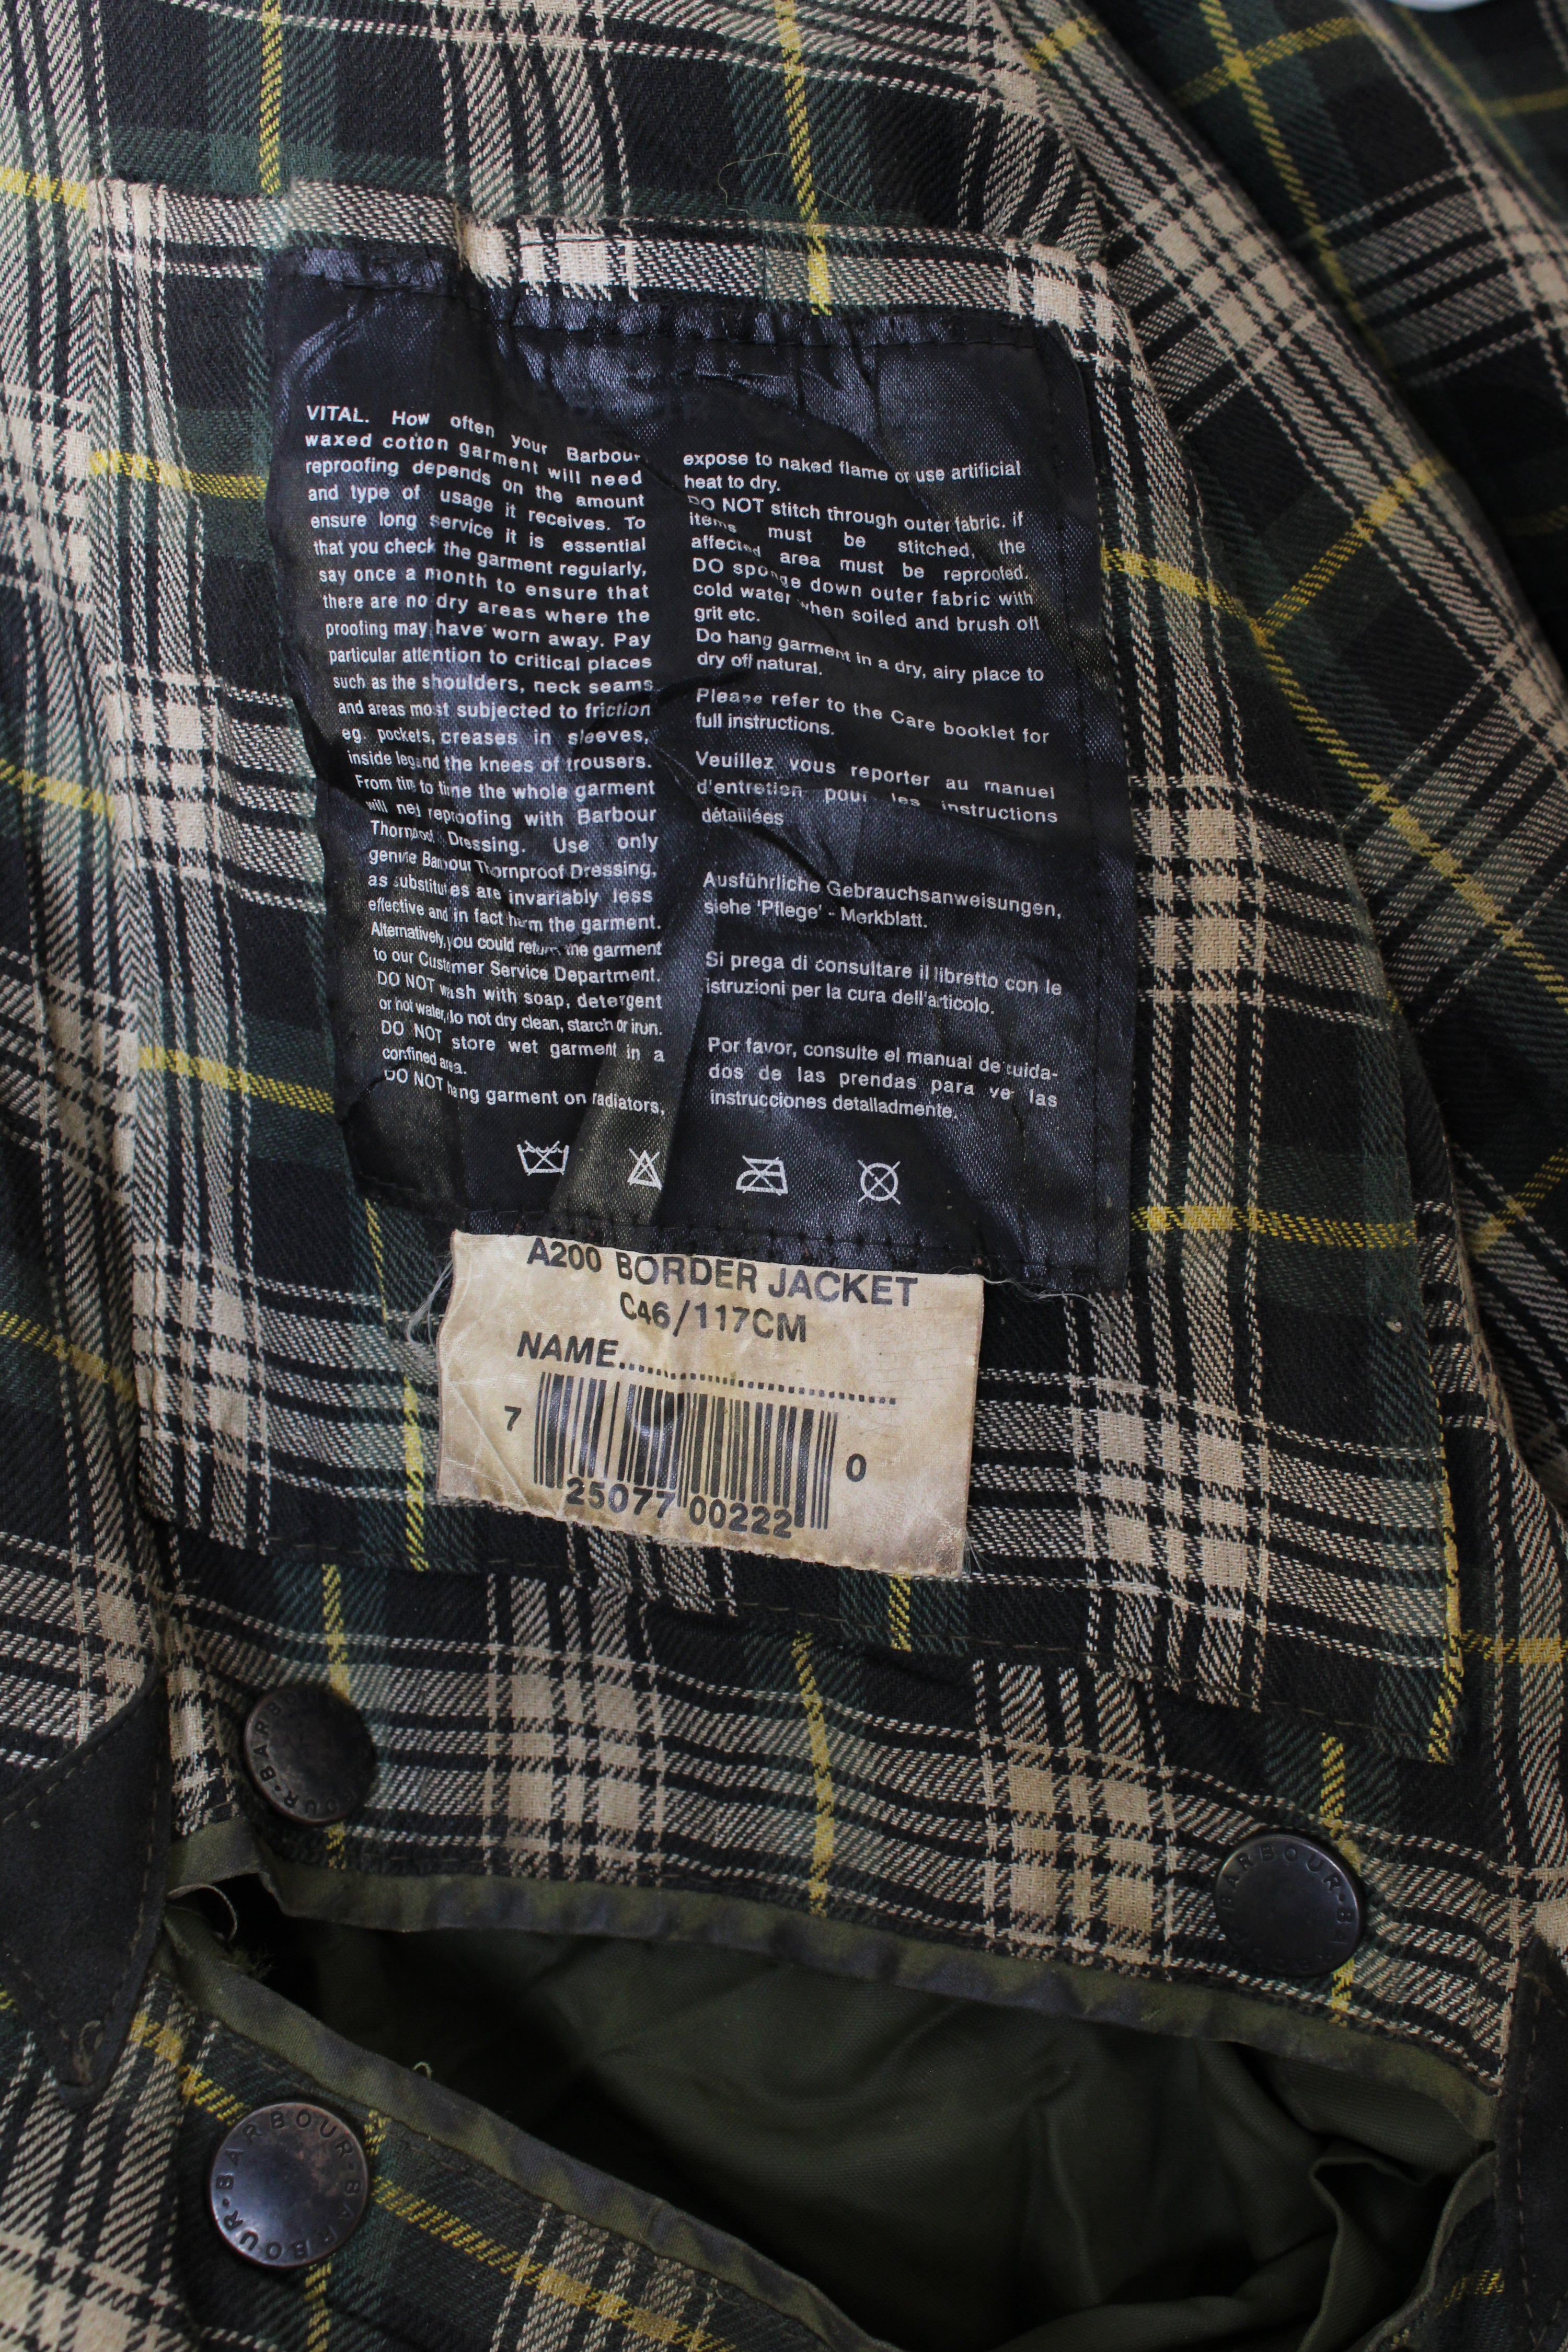 VITAL. How often your Barbour
waxed cotton garment will need
reproofing depends on the amount
and type of usage it receives. To
ensure long service it is essential
that you check the garment regularly,
say once a month to ensure that
there are no dry areas where the
proofing may have worn away. Pay
particular attention to critical places
such as the shoulders, neck seams
and areas most subjected to friction
eg. pockets, creases in sleeves,
inside leg and the knees of trousers.
From tim to time the whole garment
will need reproofing with Barbour
Thornproof Dressing. Use only
genuine Barbour Thornproof Dressing,
as substitutes are invariably less
effective and in fact harm the garment.
Alternatively, you could return the garment
to our Customer Service Department.
DO NOT wash with soap, detergent
or hot water, do not dry clean, starch or iron.
DO NOT store wet garment in a
confined area.
DO NOT hang garment on radiators,
expose to naked flame or use artificial
heat to dry.
DO NOT stitch through outer fabric. if
items must be stitched, the
affected area must be reproofed.
DO sponge down outer fabric with
cold water when soiled and brush off
grit etc.
Do hang garment in a dry, airy place to
dry off natural.
Please refer to the Care booklet for
full instructions.
Veuillez vous reporter au manuel
d'entretien pour les instructions
détaillées
Ausführliche Gebrauchsanweisungen,
siehe 'Pflege' - Merkblatt.
Si prega di consultare il libretto con le
istruzioni per la cura dell'articolo.
Por favor, consulte el manual de cuida-
dos de las prendas para ver las
instrucciones detalladmente.
A200 BORDER JACKET
C46/117CM
NAME..............................
7 25077 00222 0
BARBOUR
BARBOUR·BA
BARBOUR·BARBOUR